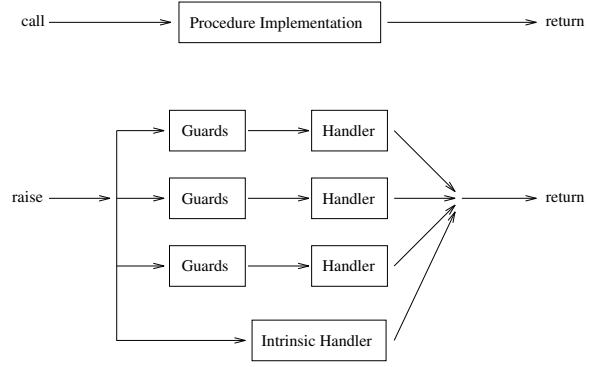 call Procedure Implementation return
Guards Handler
raise Guards Handler return
Guards Handler
Intrinsic Handler